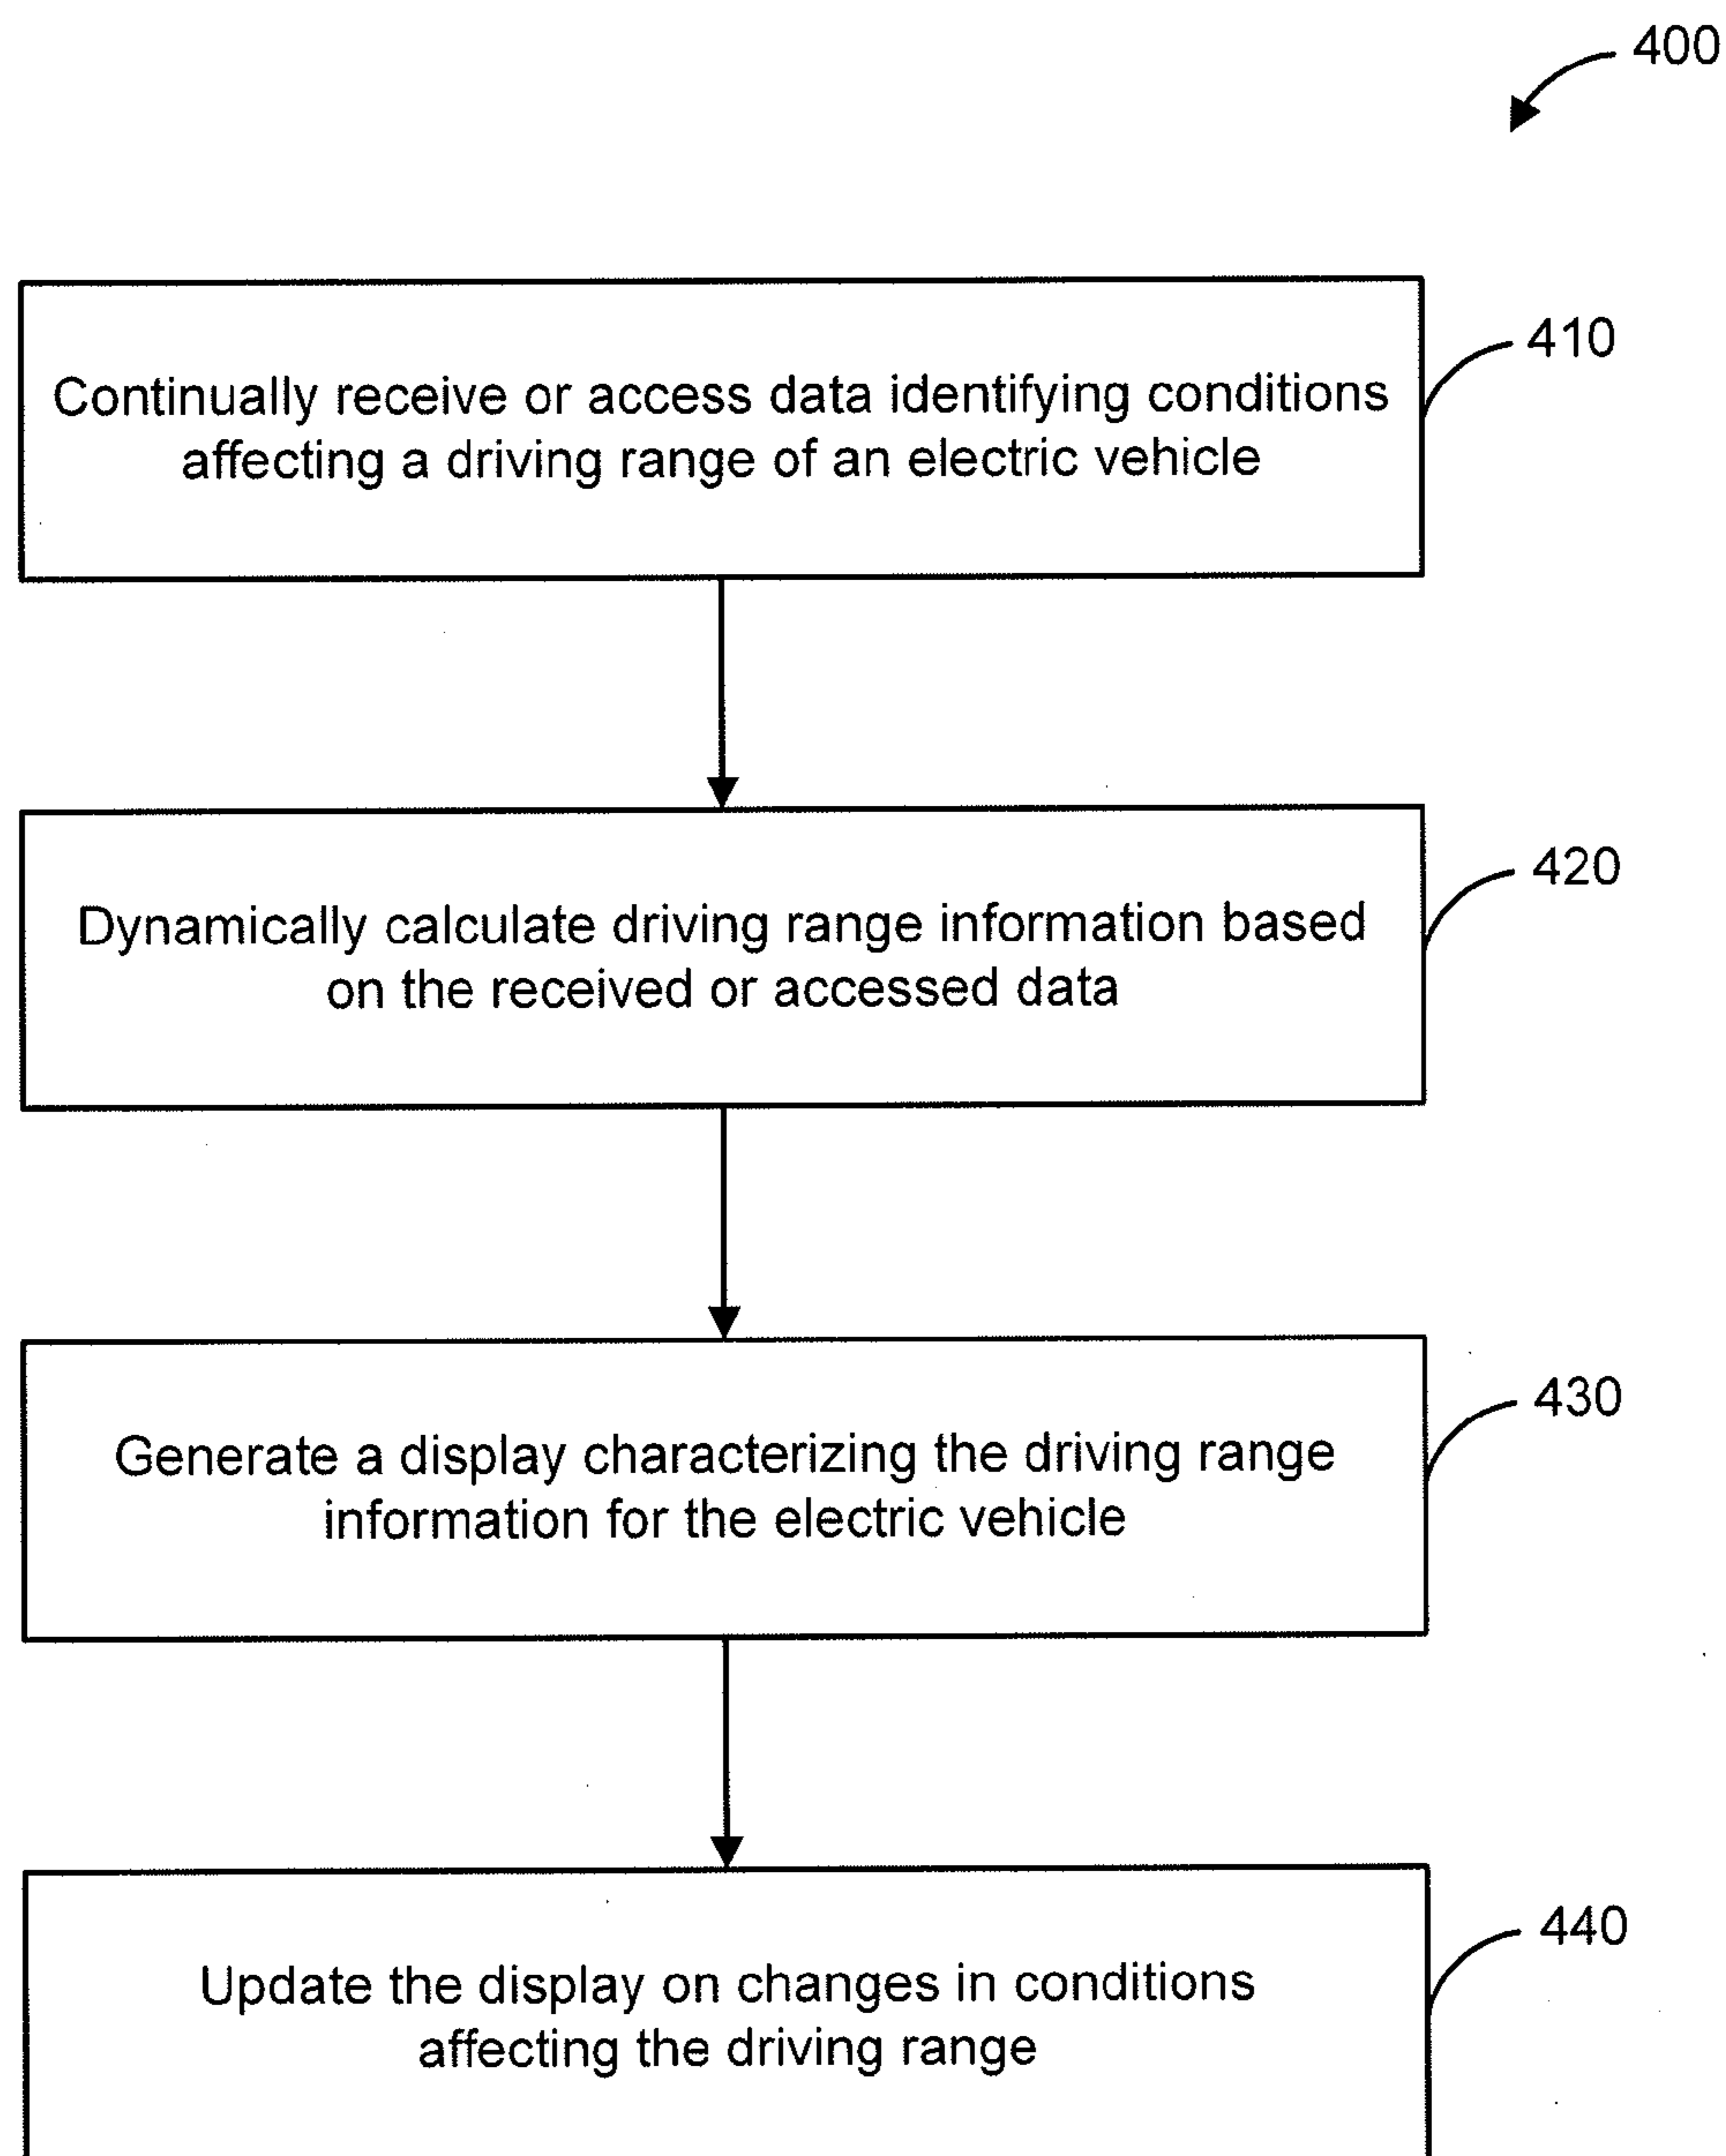 400
Continually receive or access data identifying conditions
affecting a driving range of an electric vehicle
410
Dynamically calculate driving range information based
on the received or accessed data
420
Generate a display characterizing the driving range
information for the electric vehicle
430
Update the display on changes in conditions
affecting the driving range
440